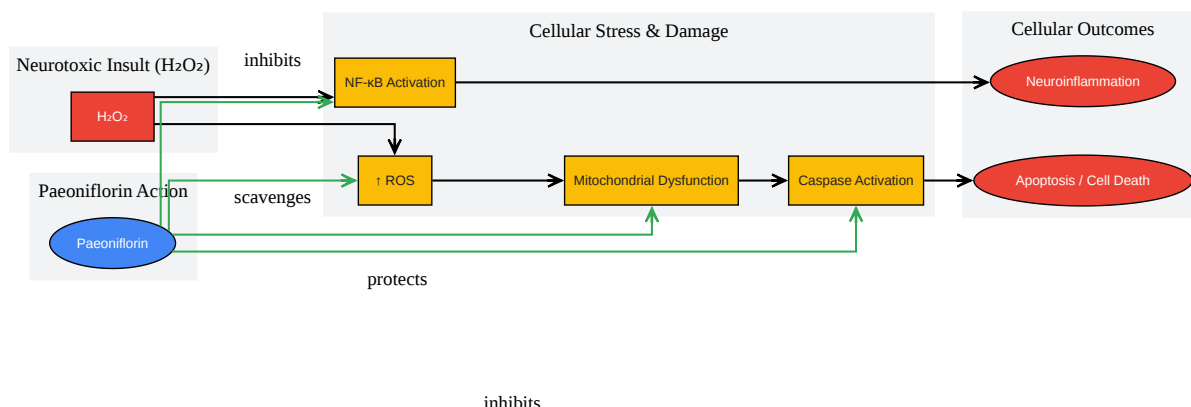 Cellular Stress & Damage
Cellular Outcomes
Neurotoxic Insult (H₂O₂)
inhibits
NF-κB Activation
Neuroinflammation
H₂O₂
Paeoniflorin Action
scavenges
↑ ROS
Mitochondrial Dysfunction
Caspase Activation
Apoptosis / Cell Death
Paeoniflorin
protects
inhibits